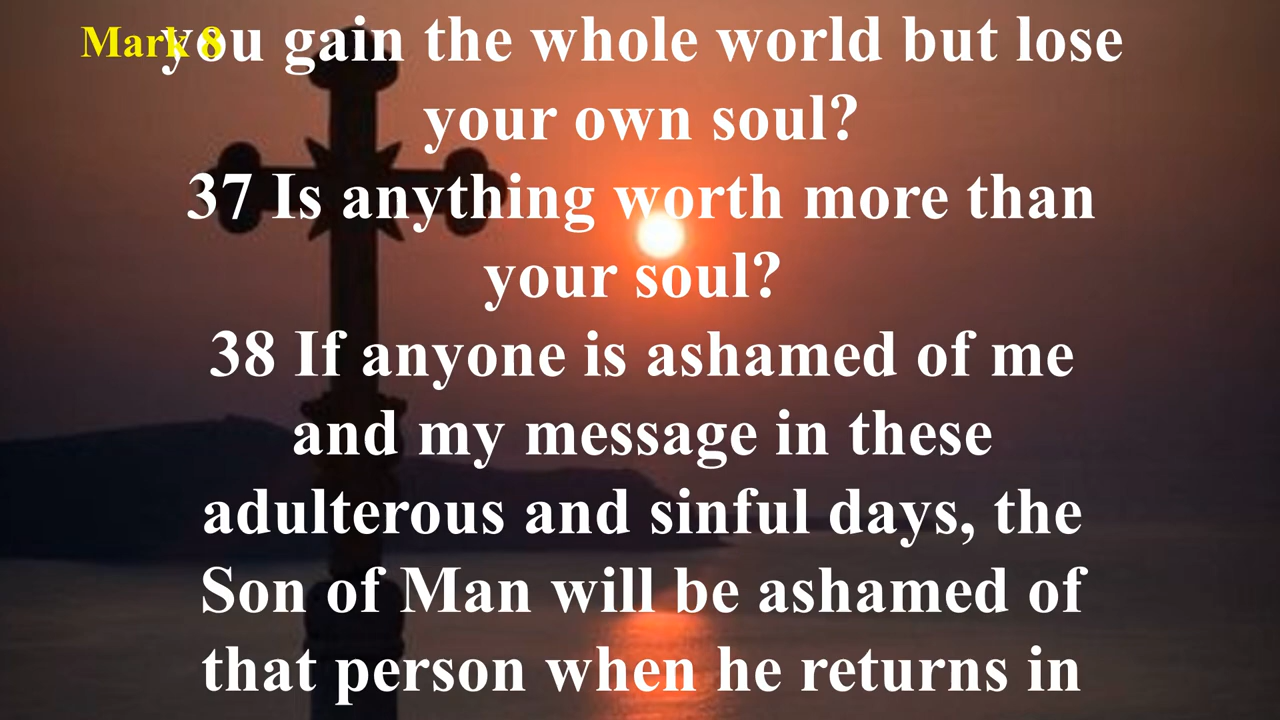 Mark 8
you gain the whole world but lose
your own soul?
37 Is anything worth more than
your soul?
38 If anyone is ashamed of me
and my message in these
adulterous and sinful days, the
Son of Man will be ashamed of
that person when he returns in